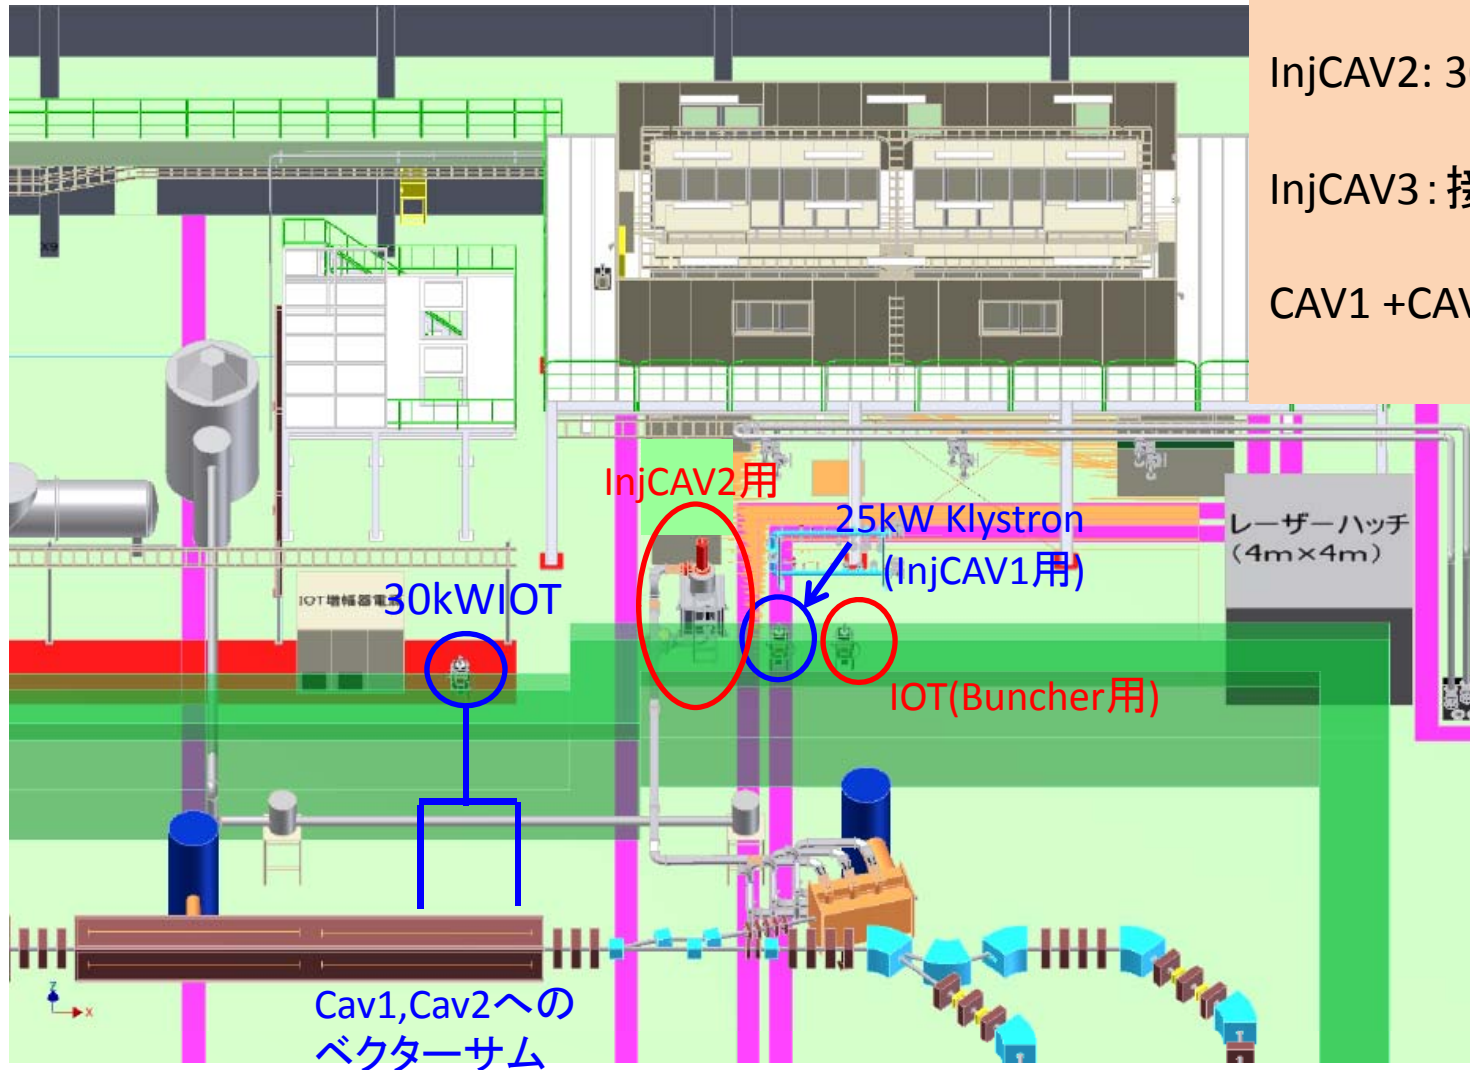 InjCAV2: 3
InjCAV3 : 接
CAV1 +CAV
X9
InjCAV2用
25kW Klystron
(InjCAV1用)
レーザーハッチ
(4m×4m)
30kWIOT
IOT増幅器電
IOT(Buncher用)
Cav1,Cav2への
ベクターサム
Z
X